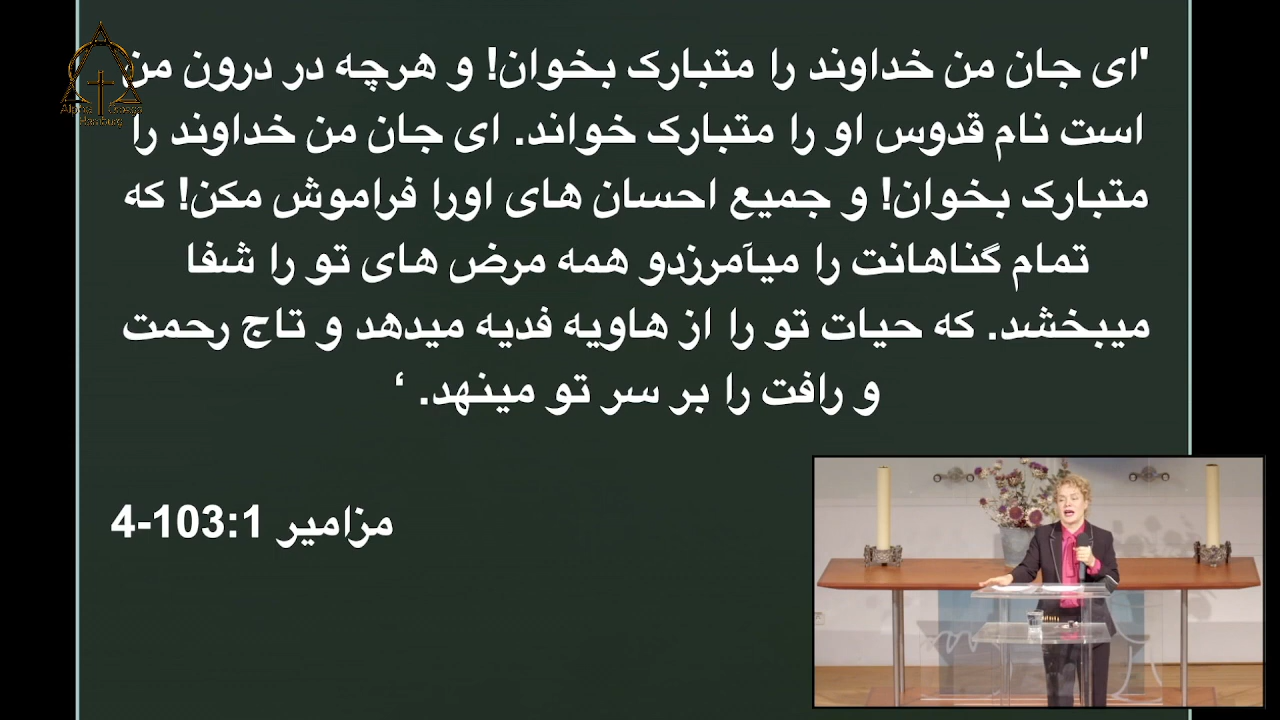 'ای جان من خداوند را متبارک بخوان! و هرچه در درون من
است نام قدوس او را متبارک خواند. ای جان من خداوند را
متبارک بخوان! و جمیع احسان های اورا فراموش مکن! که
تمام گناهانت را میآمرزدو همه مرض های تو را شفا
میبخشد. که حیات تو را از هاویه فدیه میدهد و تاج رحمت
و رافت را بر سر تو مینهد. ‘
مزامیر 103:1-4
Alpha Omega
Hamburg